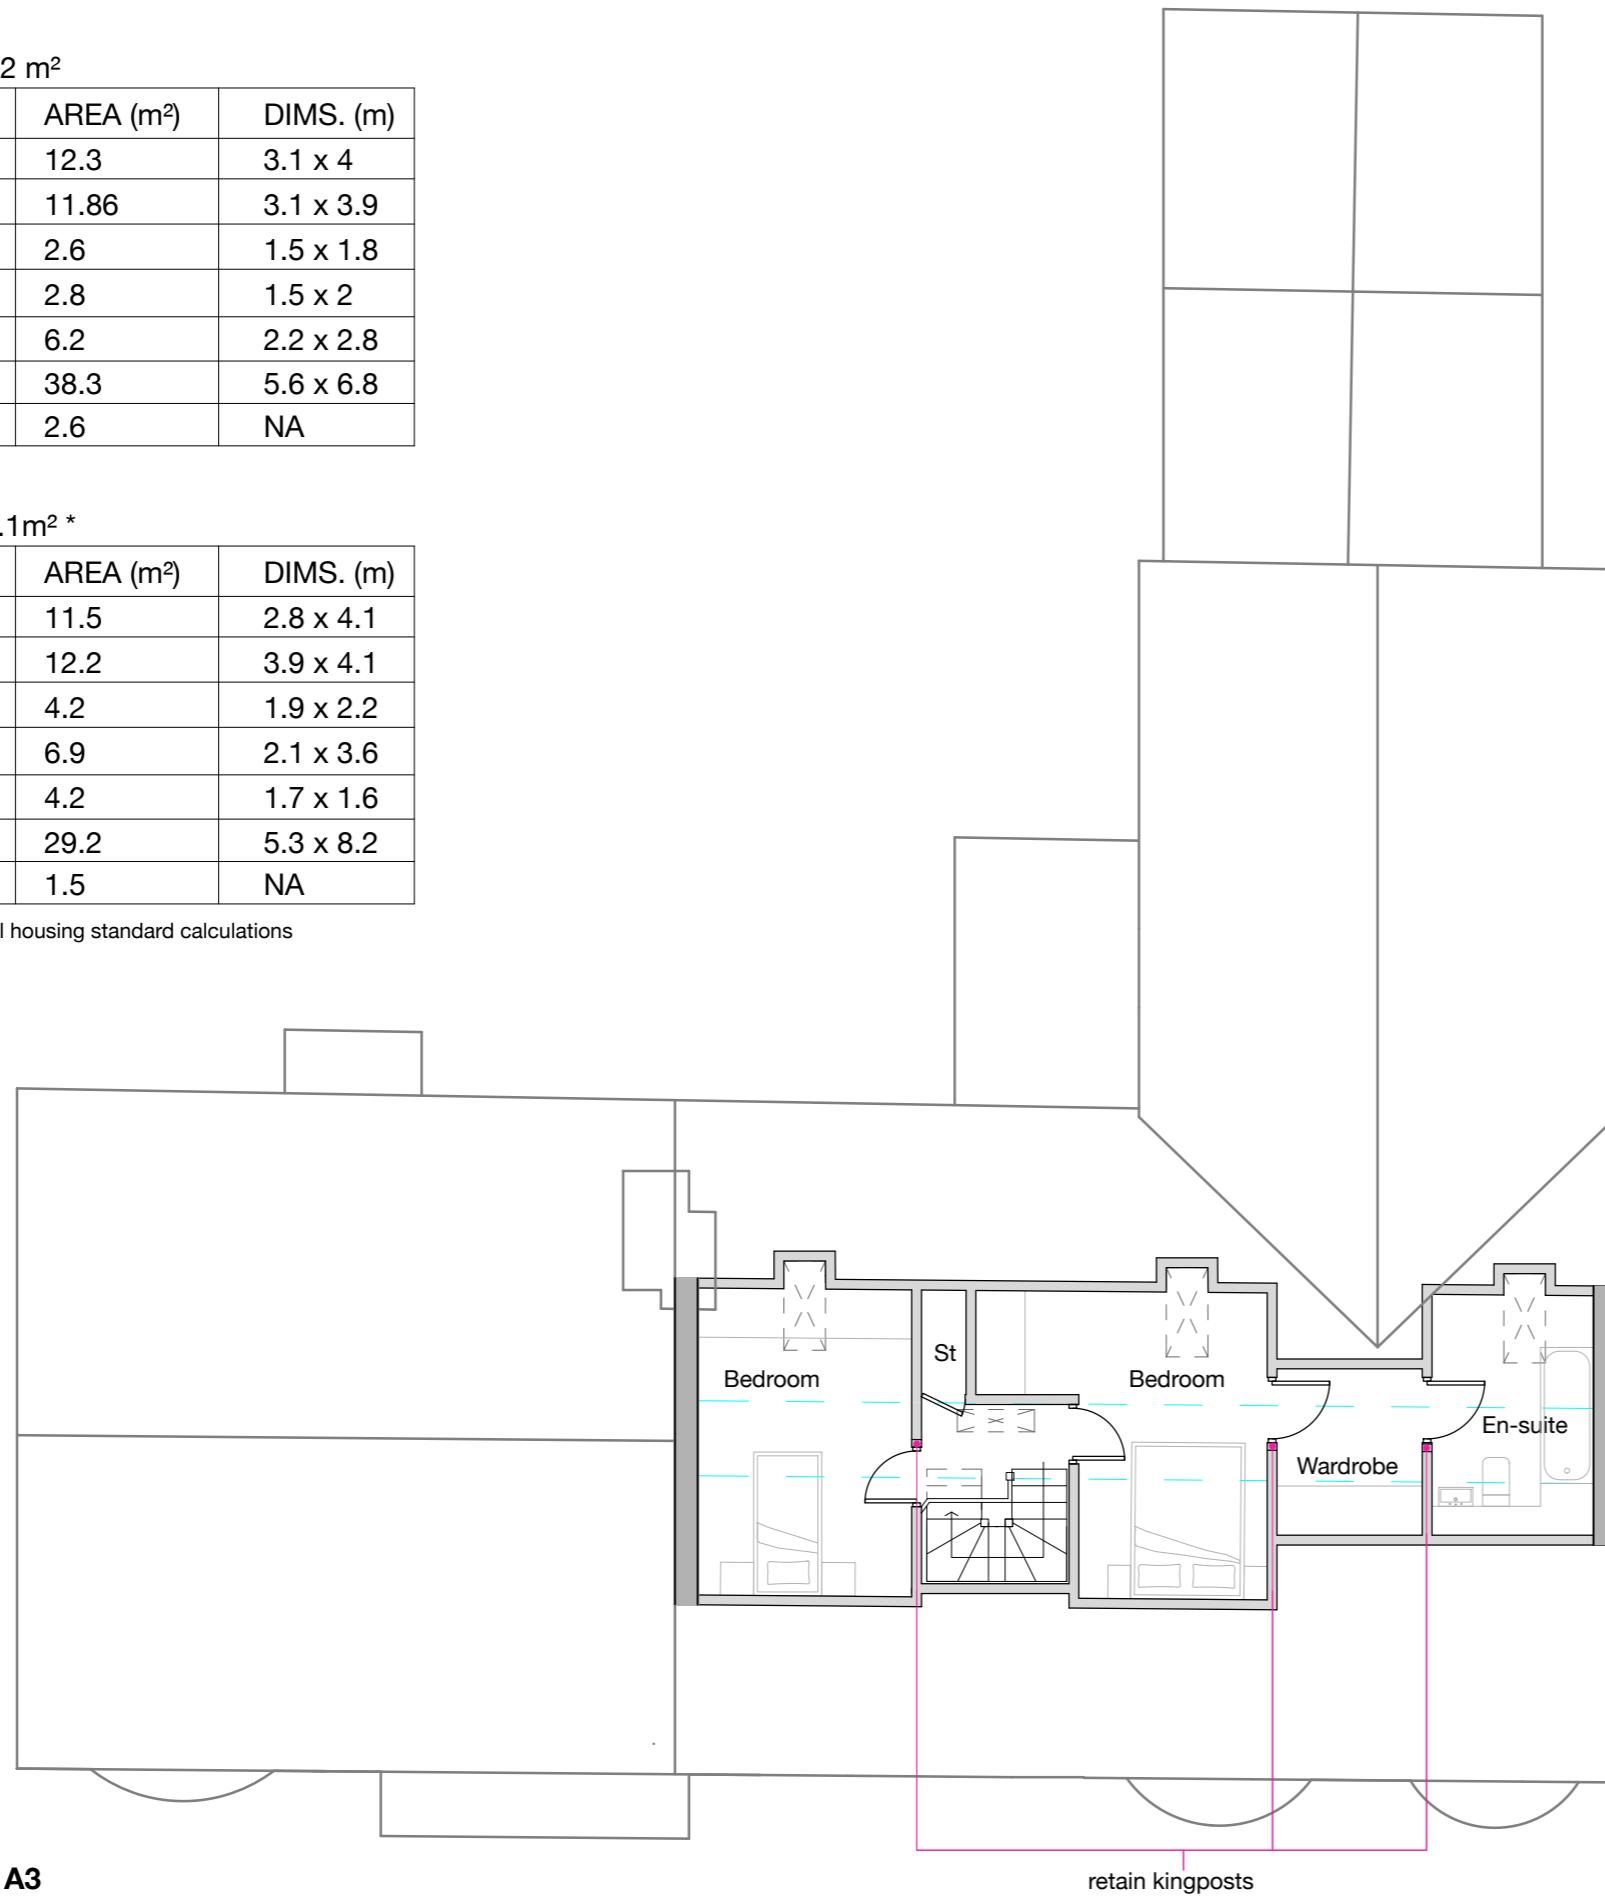 2 m²
AREA (m²) DIMS. (m)
12.3 3.1 x 4
11.86 3.1 x 3.9
2.6 1.5 x 1.8
2.8 1.5 x 2
6.2 2.2 x 2.8
38.3 5.6 x 6.8
2.6 NA
.1m² *
AREA (m²) DIMS. (m)
11.5 2.8 x 4.1
12.2 3.9 x 4.1
4.2 1.9 x 2.2
6.9 2.1 x 3.6
4.2 1.7 x 1.6
29.2 5.3 x 8.2
1.5 NA
l housing standard calculations
St
Bedroom
Bedroom
En-suite
Wardrobe
A3
retain kingposts